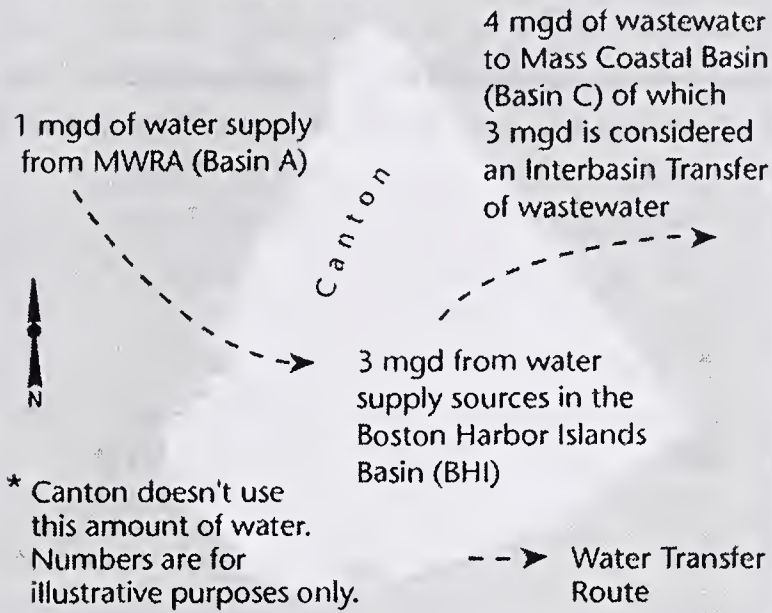 4 mgd of wastewater
to Mass Coastal Basin
(Basin C) of which
3 mgd is considered
an Interbasin Transfer
of wastewater
1 mgd of water supply
from MWRA (Basin A)
Canton
3 mgd from water
supply sources in the
Boston Harbor Islands
Basin (BHI)
N
* Canton doesn't use
this amount of water.
Numbers are for
illustrative purposes only.
Water Transfer
Route